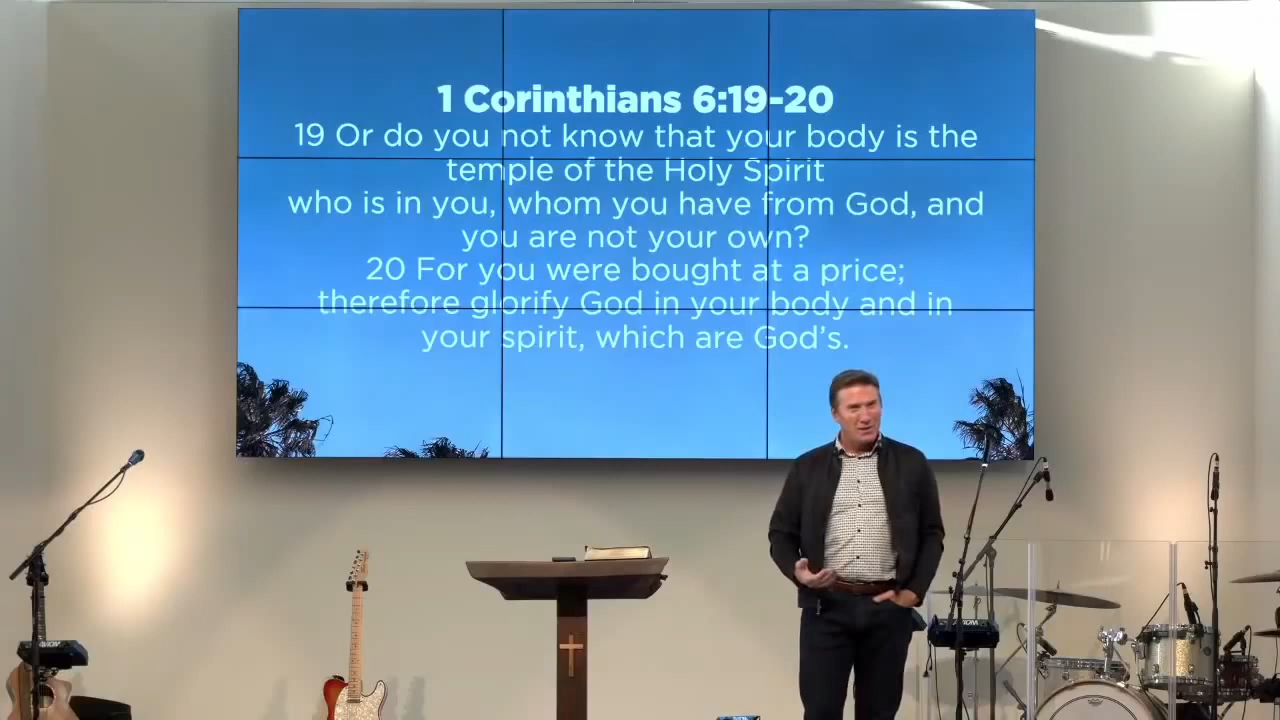 1 Corinthians 6:19-20
19 Or do you not know that your body is the
temple of the Holy Spirit
who is in you, whom you have from God, and
you are not your own?
20 For you were bought at a price;
therefore glorify God in your body and in
your spirit, which are God's.
AVIOM
AVIOM